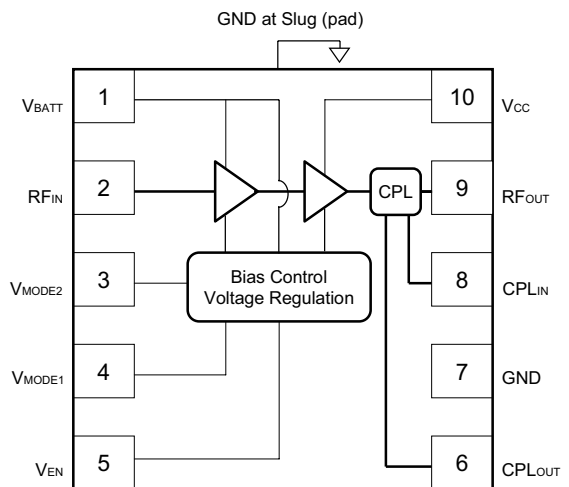 GND at Slug (pad)
VBATT 1 10 VCC
RFIN 2 CPL 9 RFOUT
VMODE2 3 Bias Control 8 CPLIN
Voltage Regulation
VMODE1 4 7 GND
VEN 5 6 CPLOUT